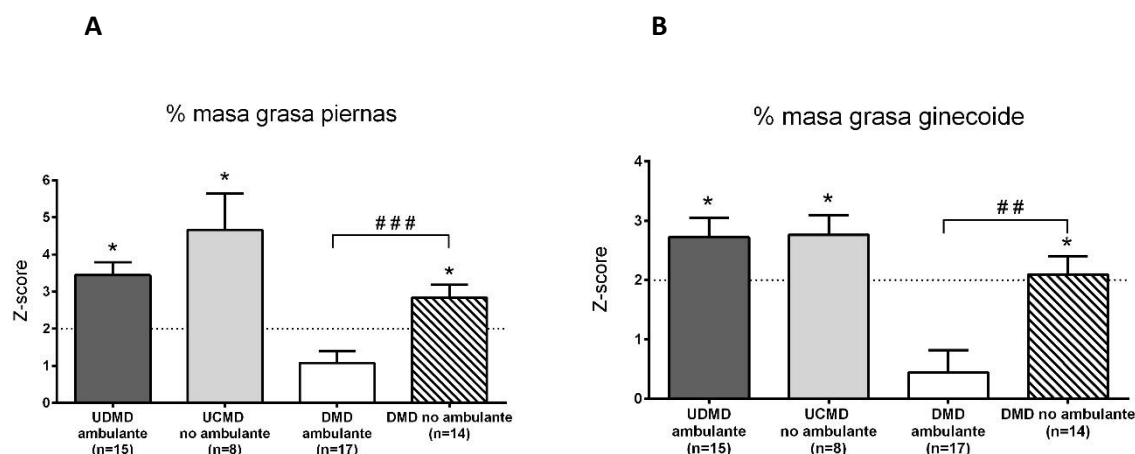 A
% masa grasa piernas
Z-score
6
5
4
3
2
1
0
*
*
###
*
UDMD
ambulante
(n=15)
UCMD
no ambulante
(n=8)
DMD
ambulante
(n=17)
DMD no ambulante
(n=14)
B
% masa grasa ginecoide
Z-score
4
3
2
1
0
*
*
##
*
UDMD
ambulante
(n=15)
UCMD
no ambulante
(n=8)
DMD
ambulante
(n=17)
DMD no ambulante
(n=14)